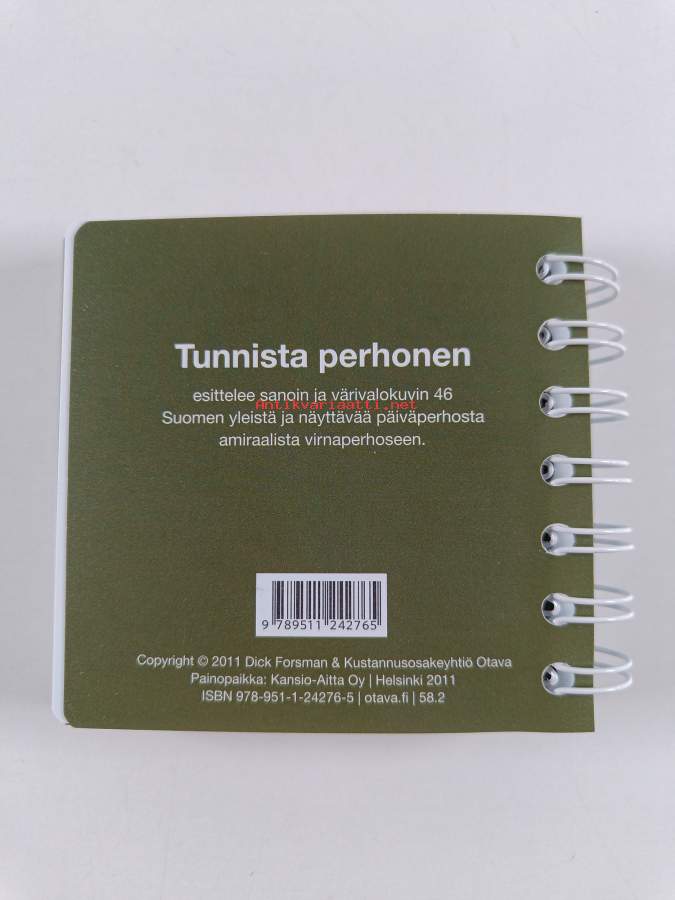 Tunnista perhonen
esittelee sanoin ja värivalokuvin 46
Antikvariaatti.net
Suomen yleistä ja näyttävää päiväperhosta
amiraalista virnaperhoseen.
9 789511 242765
Copyright © 2011 Dick Forsman & Kustannusosakeyhtiö Otava
Painopaikka: Kansio-Aitta Oy | Helsinki 2011
ISBN 978-951-1-24276-5 | otava.fi | 58.2